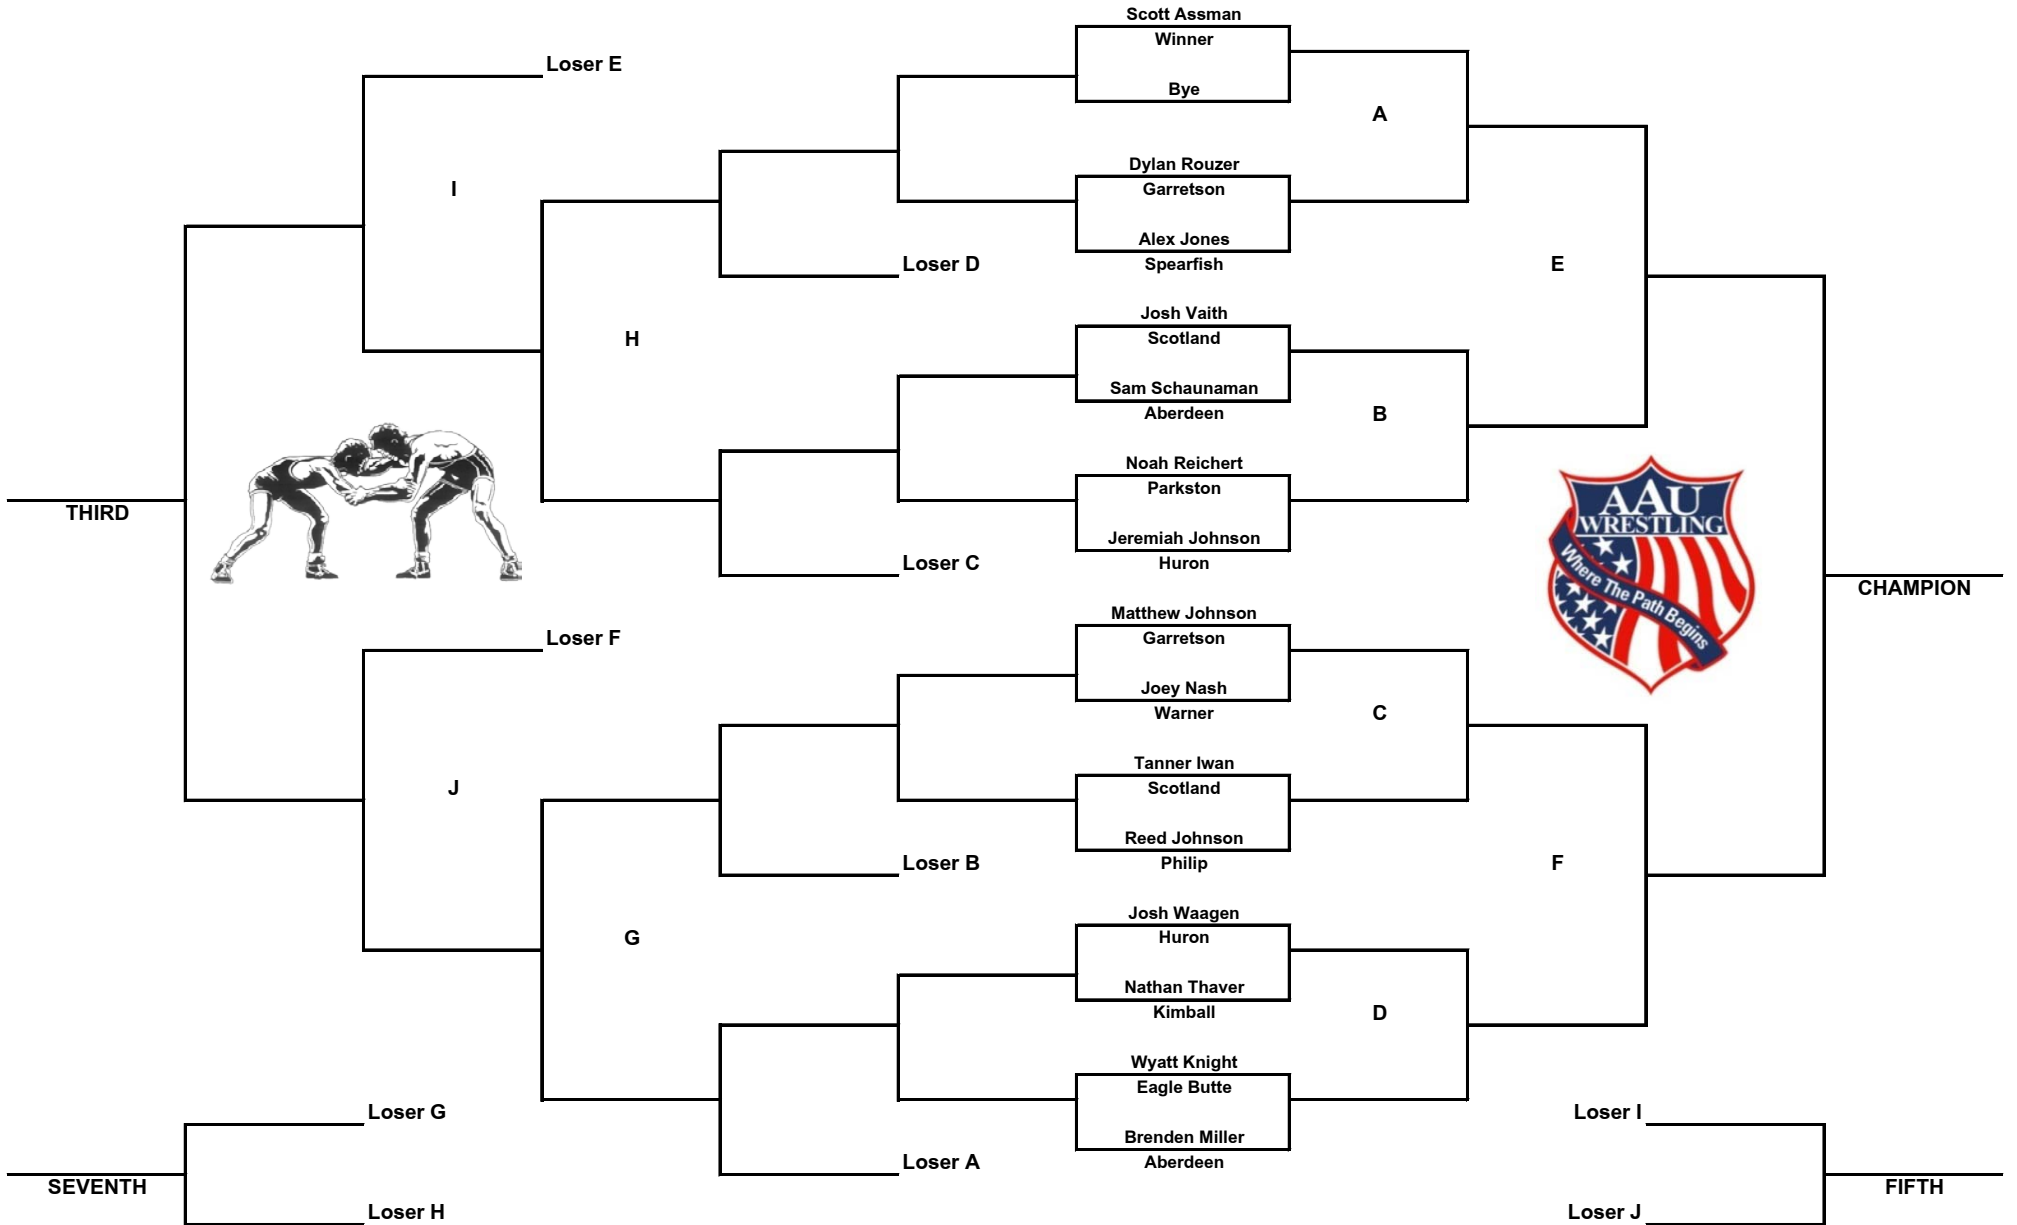 Scott Assman
Winner
Loser E
Bye
A
Dylan Rouzer
Garretson
I
Alex Jones
Spearfish
Loser D
E
Josh Vaith
Scotland
H
Sam Schaunaman
Aberdeen
B
Noah Reichert
Parkston
THIRD
Jeremiah Johnson
Huron
Loser C
AAU
WRESTLING
Where The Path Begins
CHAMPION
Matthew Johnson
Garretson
Loser F
Joey Nash
Warner
C
Tanner Iwan
Scotland
J
Reed Johnson
Philip
Loser B
F
Josh Waagen
Huron
G
Nathan Thaver
Kimball
D
Wyatt Knight
Eagle Butte
Loser G
Loser I
Brenden Miller
Aberdeen
Loser A
SEVENTH
FIFTH
Loser H
Loser J